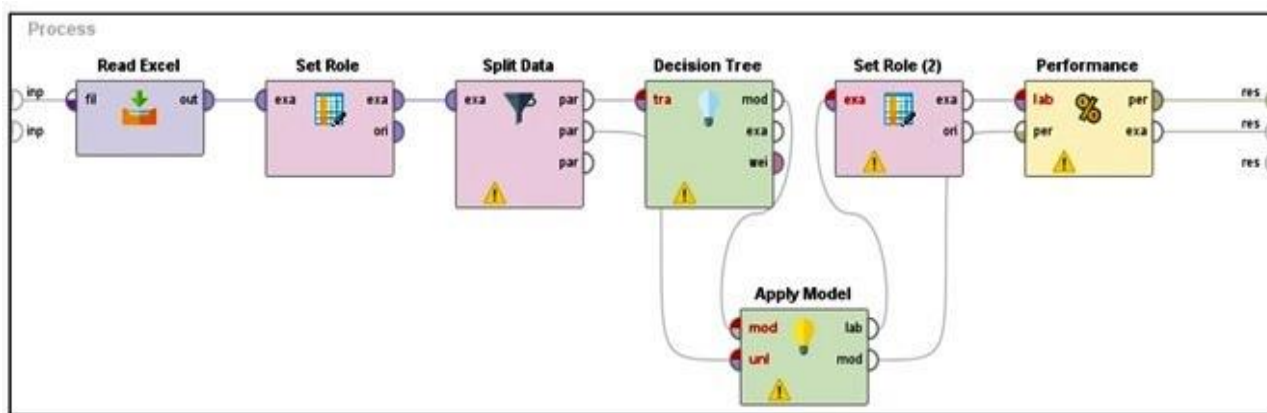 Process
Read Excel
Set Role
Split Data
Decision Tree
Set Role (2)
Performance
inp
fil
out
exa
exa
exa
par
tra
mod
exa
exa
lab
%
per
res
inp
ori
par
exa
ori
per
exa
res
par
wei
res
Apply Model
mod
lab
unl
mod